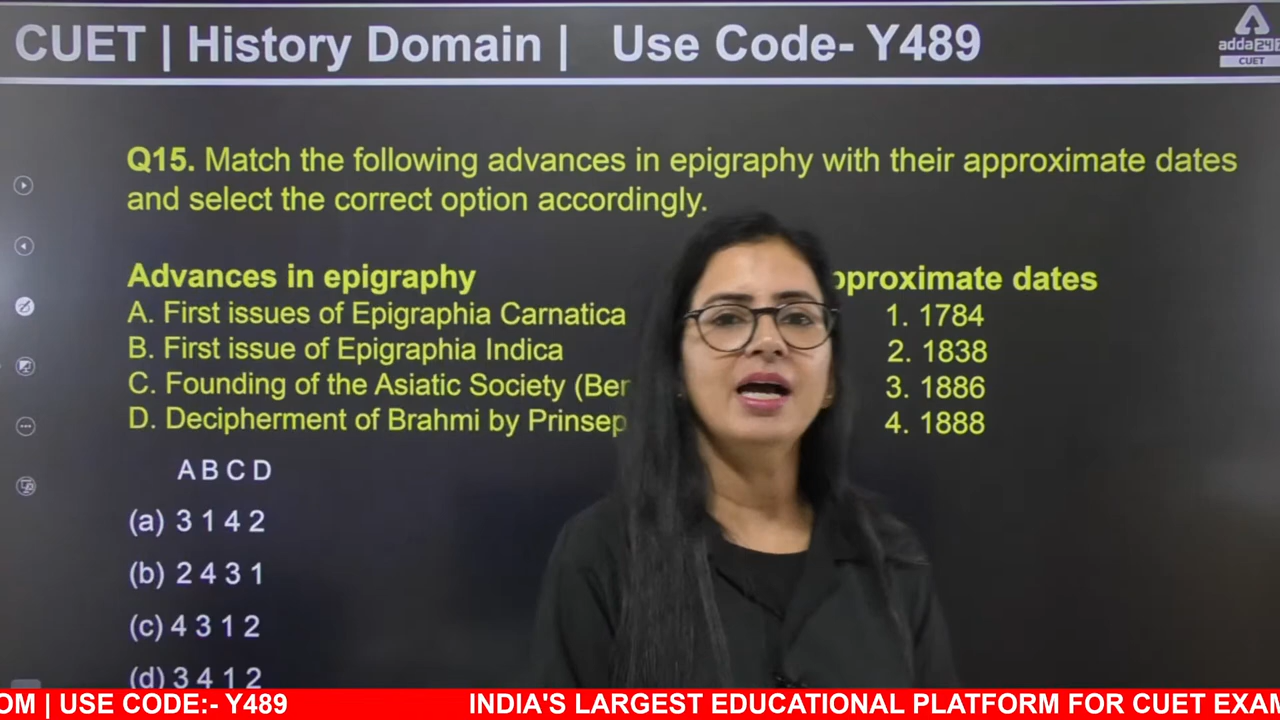 CUET | History Domain | Use Code- Y489
adda
CUET
Q15. Match the following advances in epigraphy with their approximate dates
and select the correct option accordingly.
Advances in epigraphy pproximate dates
A. First issues of Epigraphia Carnatica 1. 1784
B. First issue of Epigraphia Indica 2. 1838
C. Founding of the Asiatic Society (Ber 3. 1886
D. Decipherment of Brahmi by Prinsep 4. 1888
A B C D
(a) 3 1 4 2
(b) 2 4 3 1
(c) 4 3 1 2
(d) 3 4 1 2
OM | USE CODE:- Y489 INDIA'S LARGEST EDUCATIONAL PLATFORM FOR CUET EXAM